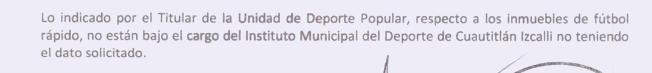 Lo indicado por el Titular de la Unidad de Deporte Popular, respecto a los inmuebles de fútbol
rápido, no están bajo el cargo del Instituto Municipal del Deporte de Cuautitlán Izcalli no teniendo
el dato solicitado.